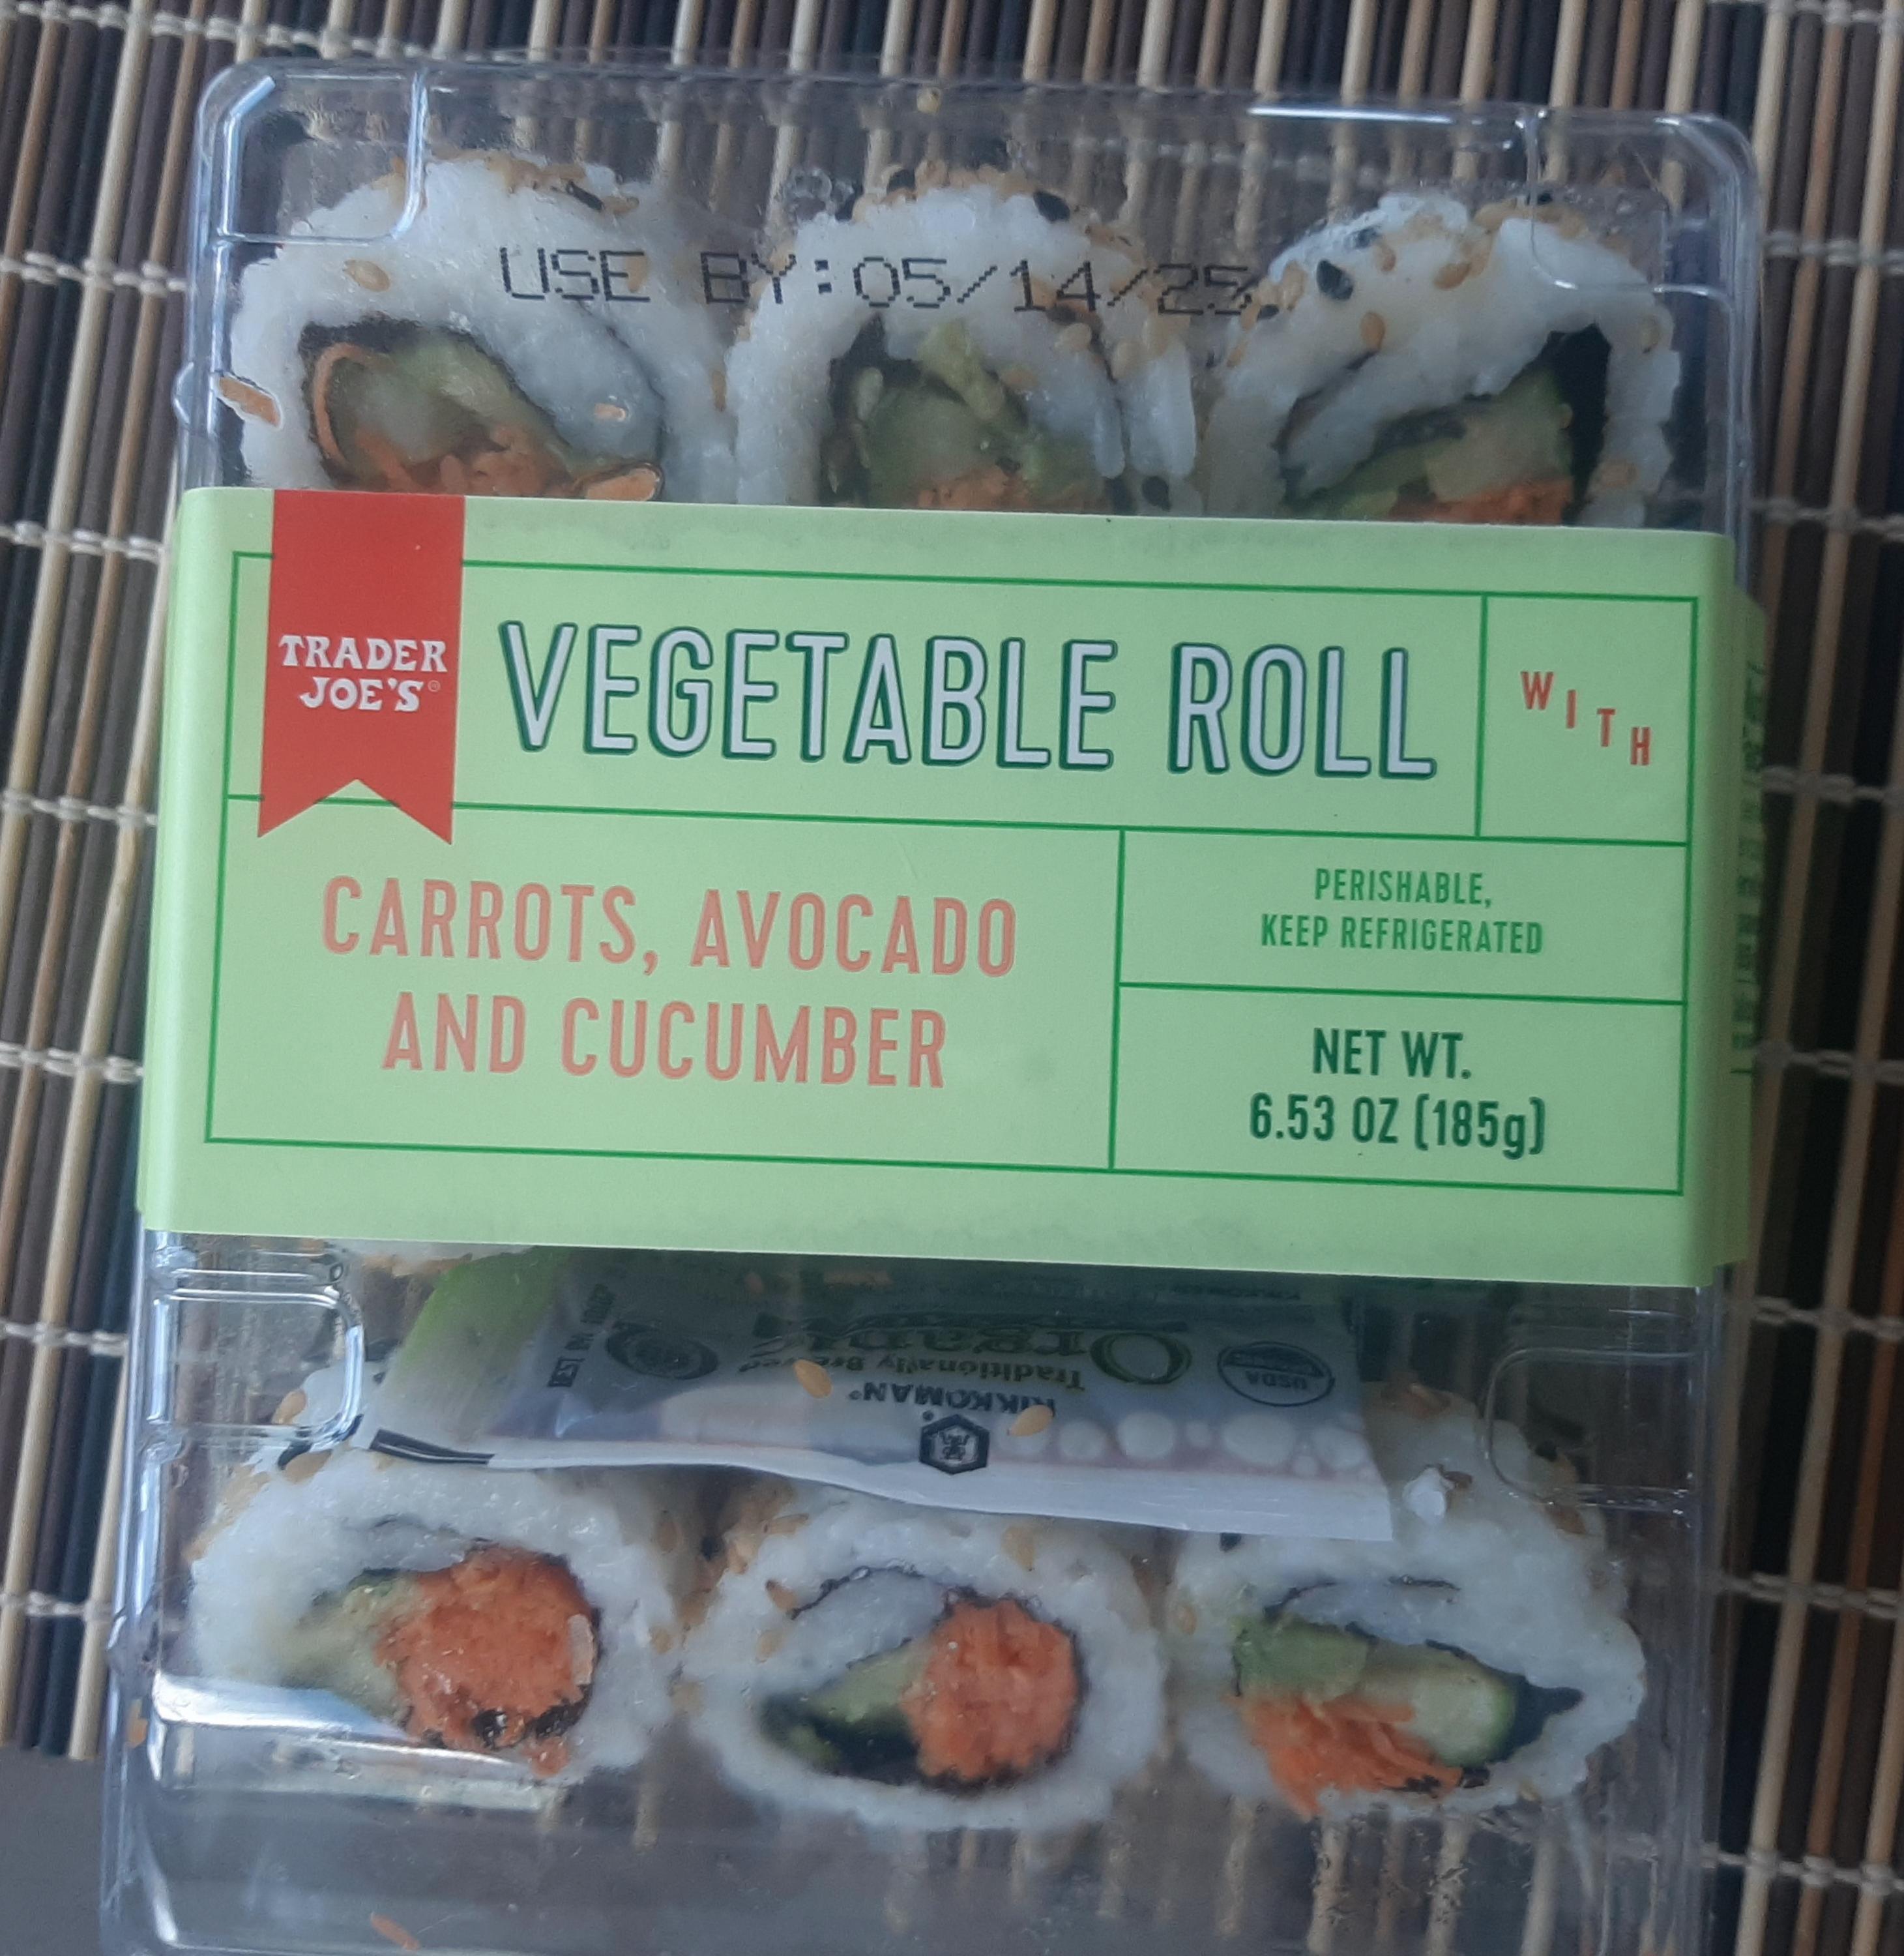 USE BY:05/14/25
TRADER
JOE'S
VEGETABLE ROLL
WITH
CARROTS, AVOCADO
AND CUCUMBER
PERISHABLE,
KEEP REFRIGERATED
NET WT.
6.53 OZ (185g)
KIKKOMAN®
Traditionally Brewed
Organic
USDA
ORGANIC